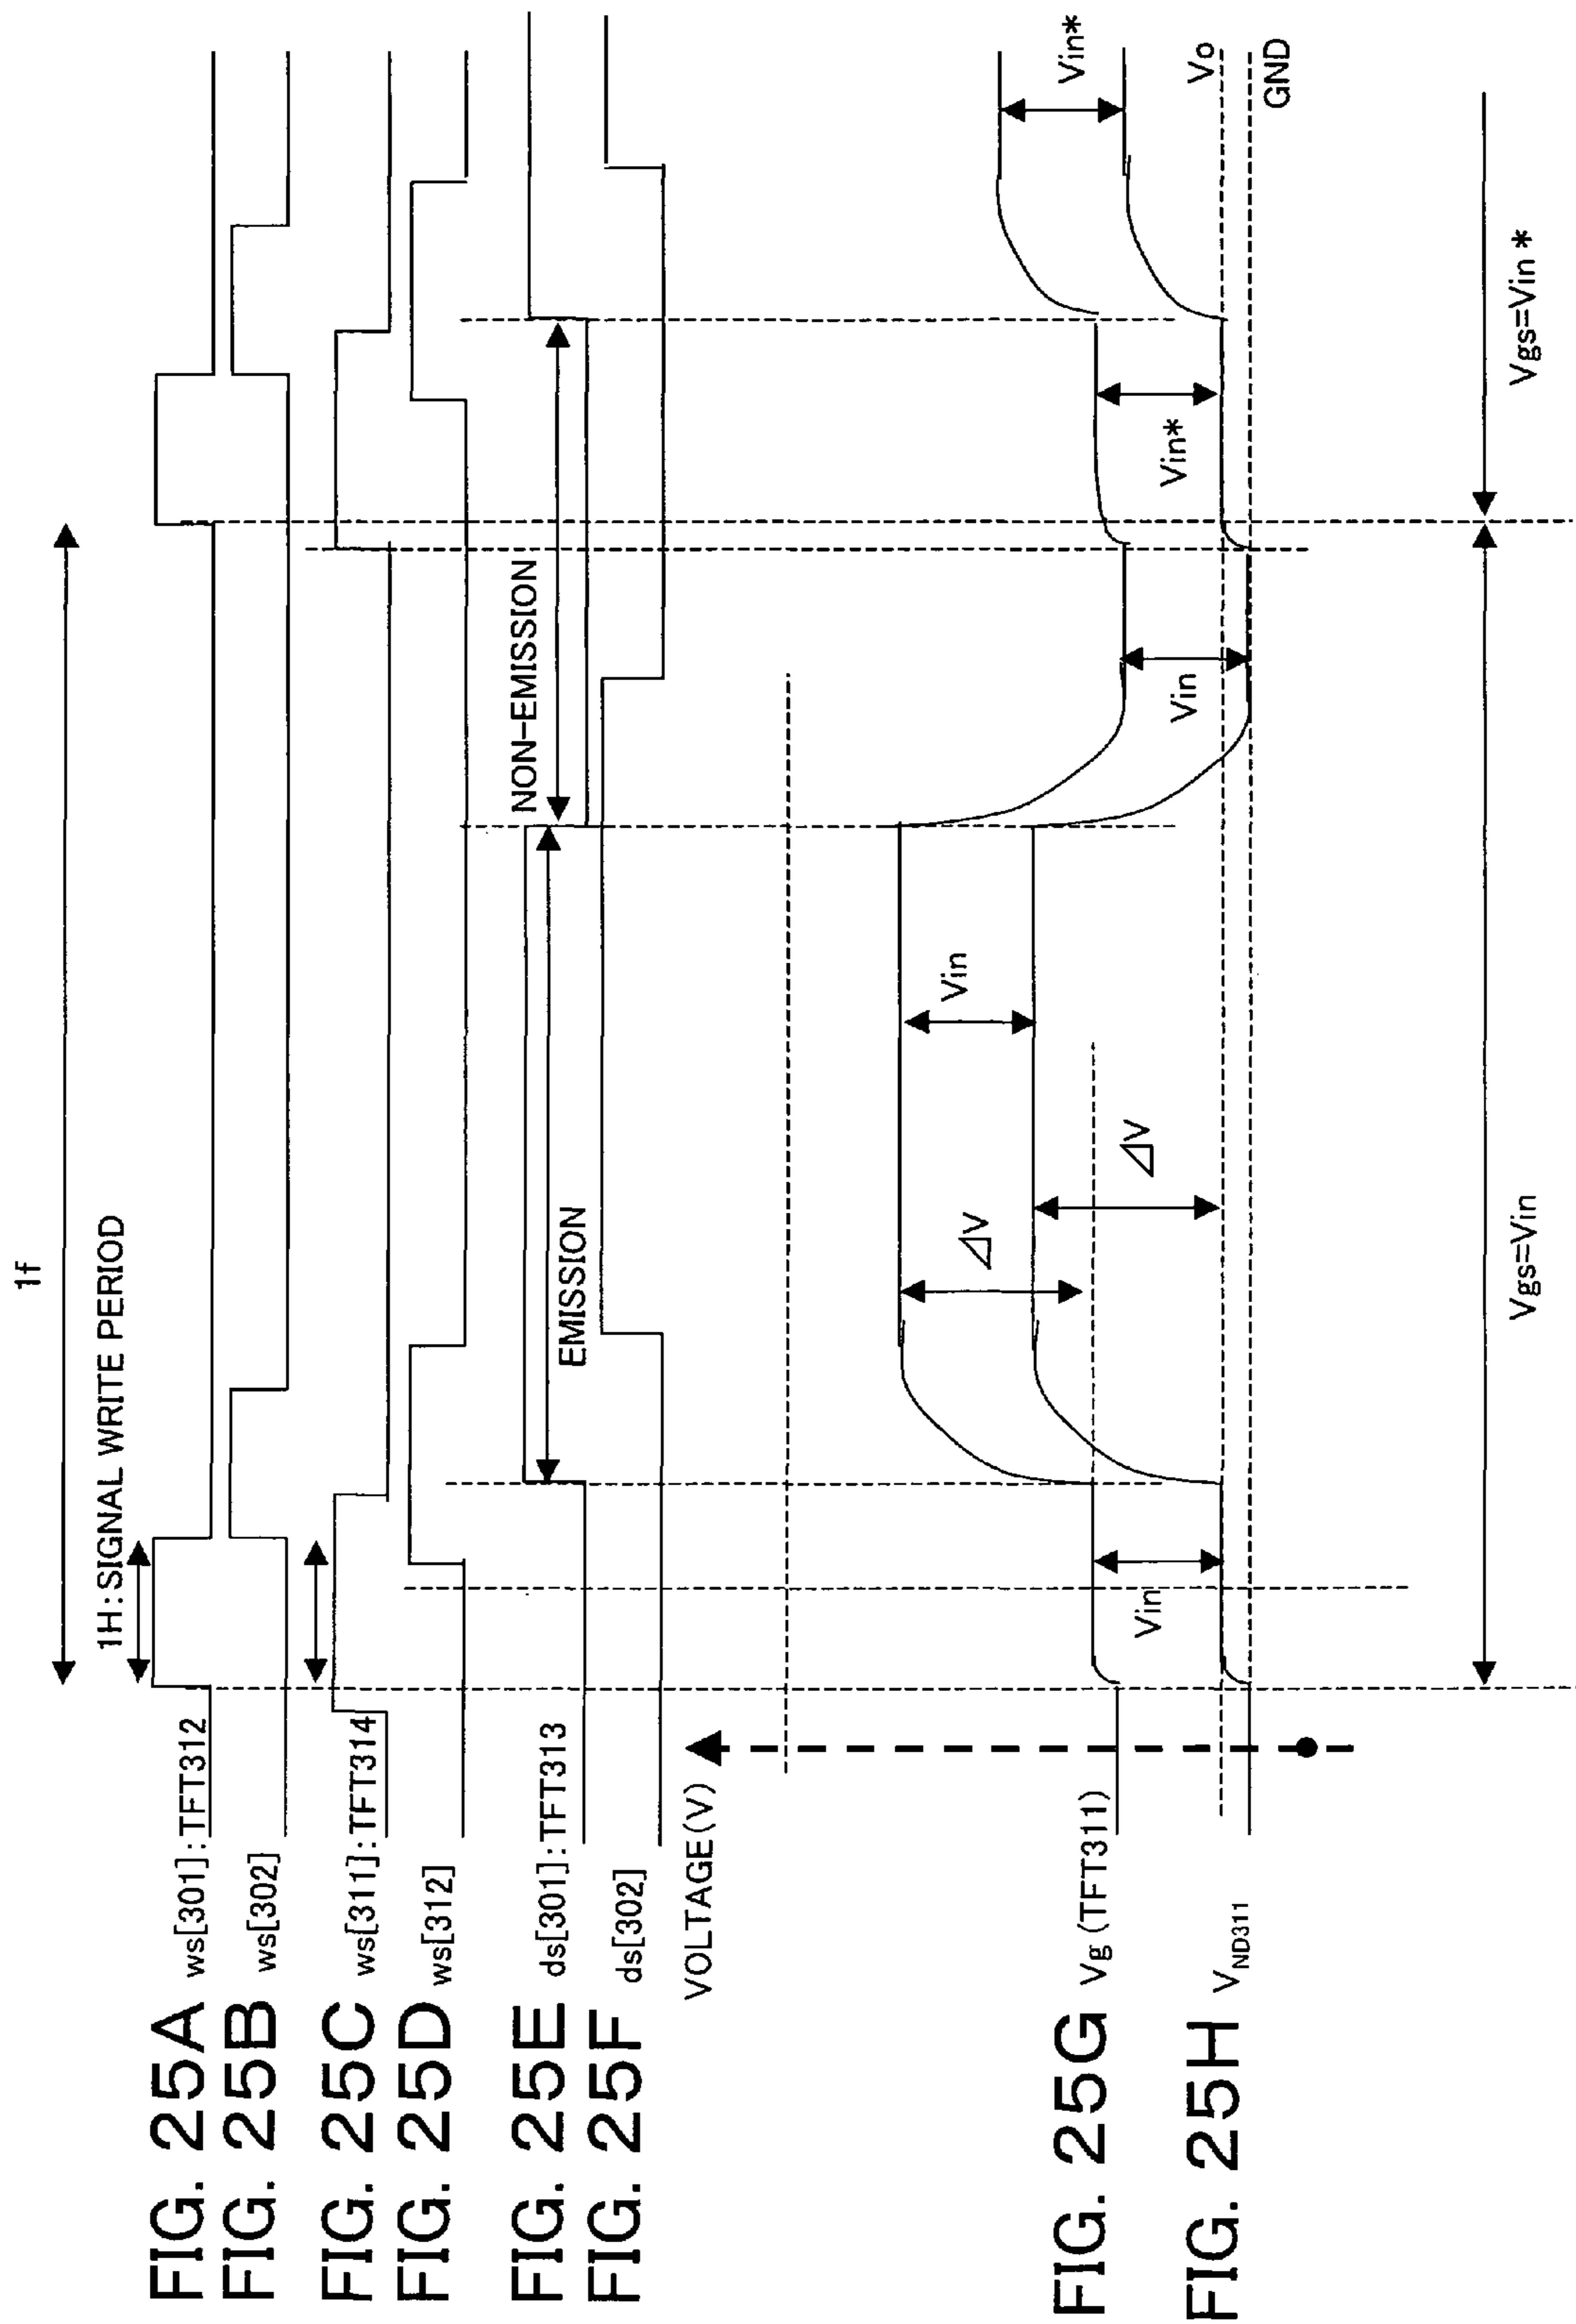 1f
1H:SIGNAL WRITE PERIOD
FIG. 25A ws[301]:TFT312
FIG. 25B ws[302]
FIG. 25C ws[311]:TFT314
FIG. 25D ws[312]
FIG. 25E ds[301]:TFT313
EMISSION
NON-EMISSION
FIG. 25F ds[302]
VOLTAGE(V)
Vin
Vin*
ΔV
ΔV
FIG. 25G Vg (TFT311)
Vin
Vin
Vin*
Vo
FIG. 25H VND311
GND
Vgs=Vin
Vgs=Vin*